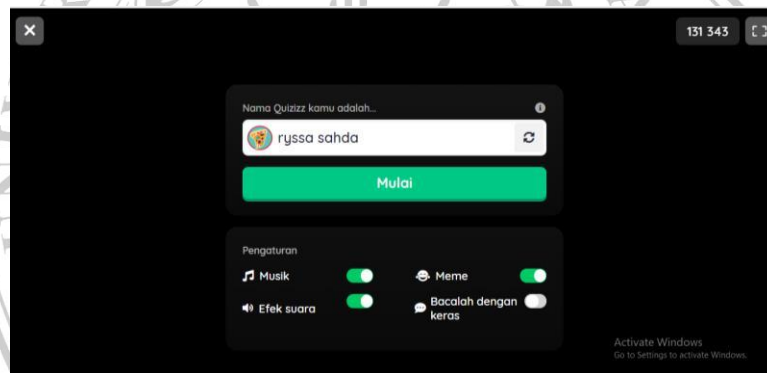 131 343
Nama Quizizz kamu adalah...
ryssa sahda
Mulai
Pengaturan
Musik
Meme
Efek suara
Bacalah dengan
keras
Activate Windows
Go to Settings to activate Windows.